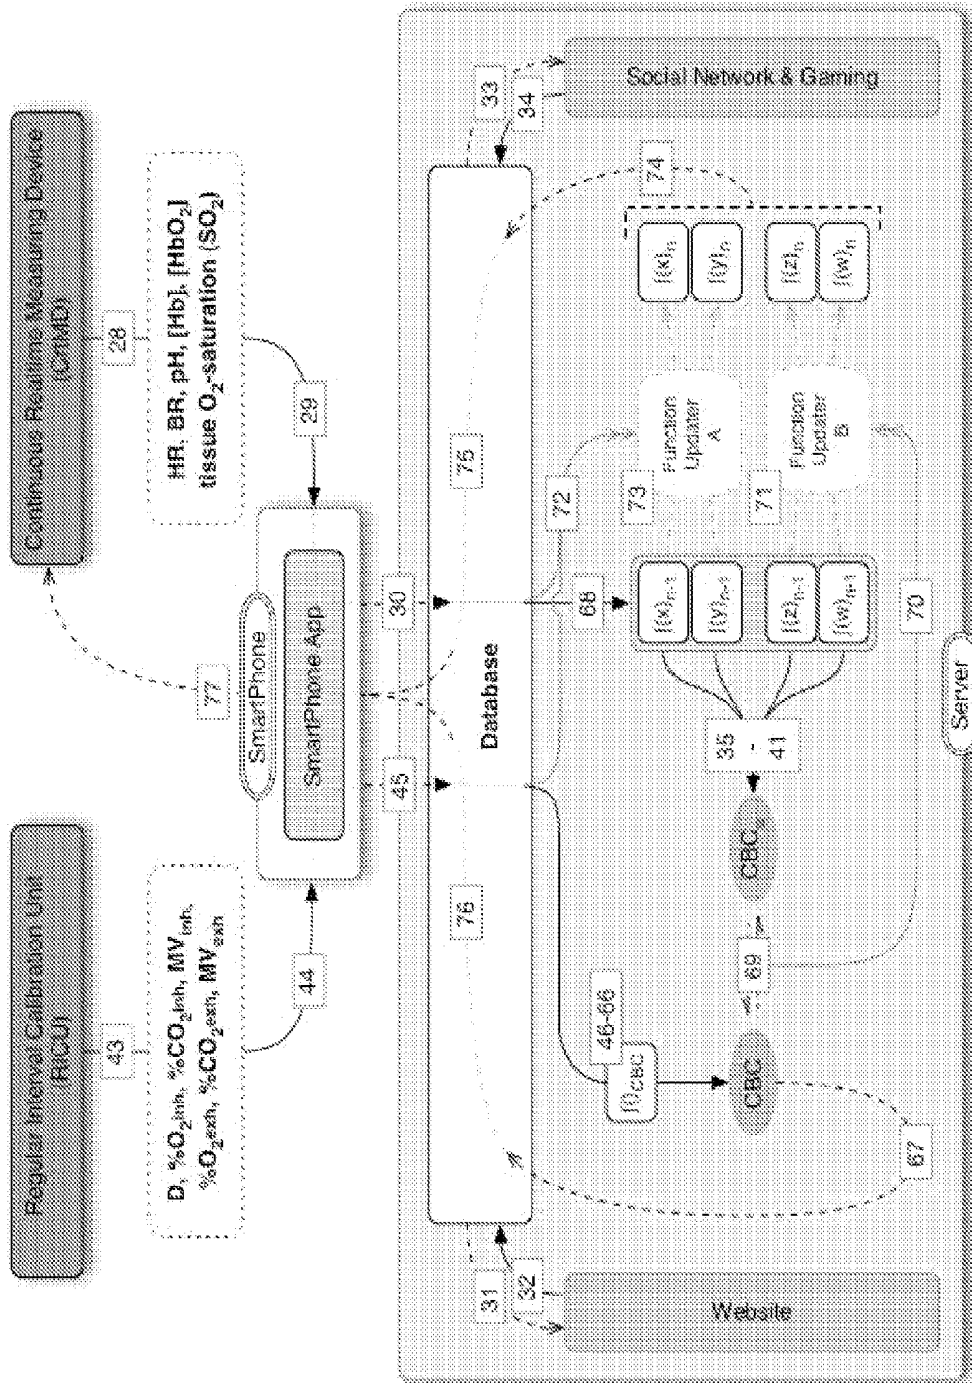 Regular Interval Calibration Unit
(RICU)
43
D, %O₂inh, %CO₂inh, MVinh,
%O₂exh, %CO₂exh, MVexh
44
Continuous Realtime Measuring Device
(CrtMD)
28
HR, BR, pH, [Hb], [HbO₂]
tissue O₂-saturation (SO₂)
29
77
SmartPhone
SmartPhone App
45
30
Database
76
75
31
32
Website
33
34
Social Network & Gaming
46-66
∫()CBC
CBC
67
69
35
-
41
68
∫(x)n-1
∫(y)n-1
∫(z)n-1
∫(w)n-1
72
73
Function
Updater
A
71
Function
Updater
B
70
∫(x)n
∫(y)n
∫(z)n
∫(w)n
74
Server